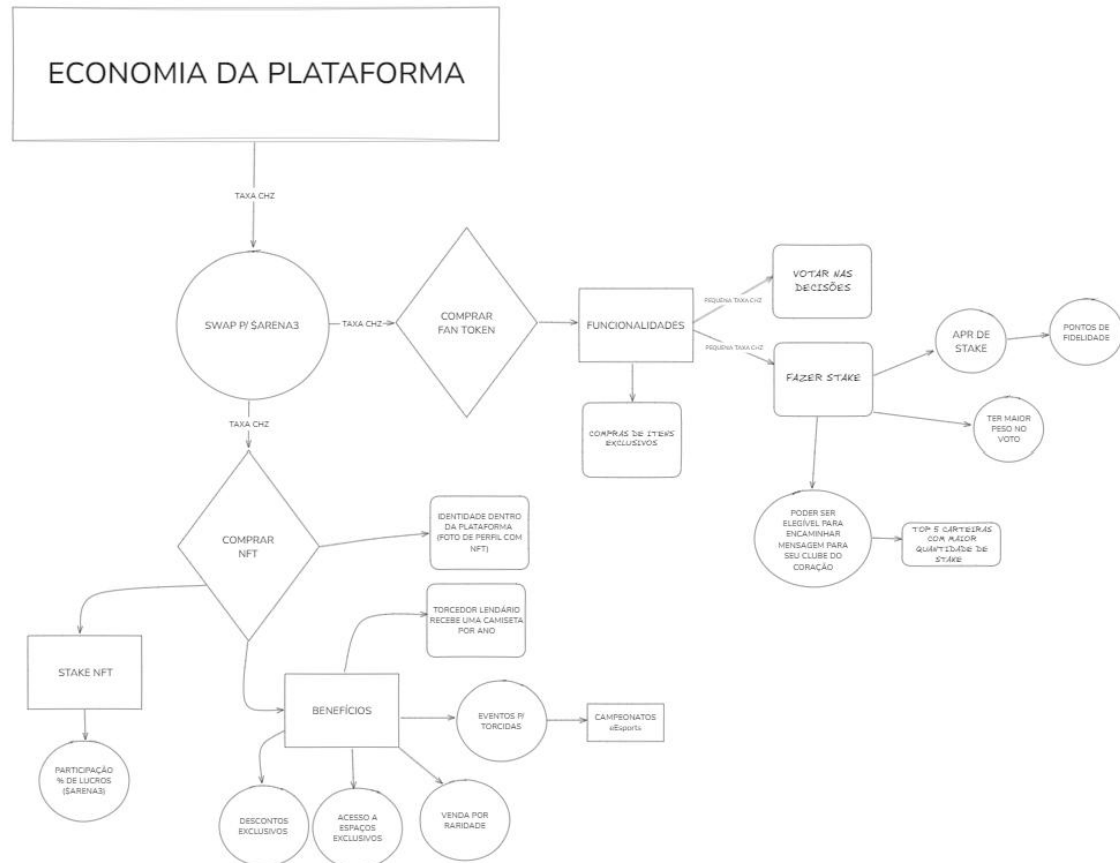 ECONOMIA DA PLATAFORMA
TAXA CHZ
SWAP P/ $ARENA3
TAXA CHZ
COMPRAR
FAN TOKEN
FUNCIONALIDADES
PEQUENA TAXA CHZ
VOTAR NAS
DECISÕES
PEQUENA TAXA CHZ
FAZER STAKE
APR DE
STAKE
PONTOS DE
FIDELIDADE
TER MAIOR
PESO NO
VOTO
COMPRAS DE ITENS
EXCLUSIVOS
PODER SER
ELEGÍVEL PARA
ENCAMINHAR
MENSAGEM PARA
SEU CLUBE DO
CORAÇÃO
TOP 5 CARTEIRAS
COM MAIOR
QUANTIDADE DE
STAKE
TAXA CHZ
COMPRAR
NFT
IDENTIDADE DENTRO
DA PLATAFORMA
(FOTO DE PERFIL COM
NFT)
STAKE NFT
PARTICIPAÇÃO
% DE LUCROS
($ARENA3)
BENEFÍCIOS
TORCEDOR LENDÁRIO
RECEBE UMA CAMISETA
POR ANO
EVENTOS P/
TORCIDAS
CAMPEONATOS
eEsports
DESCONTOS
EXCLUSIVOS
ACESSO A
ESPAÇOS
EXCLUSIVOS
VENDA POR
RARIDADE